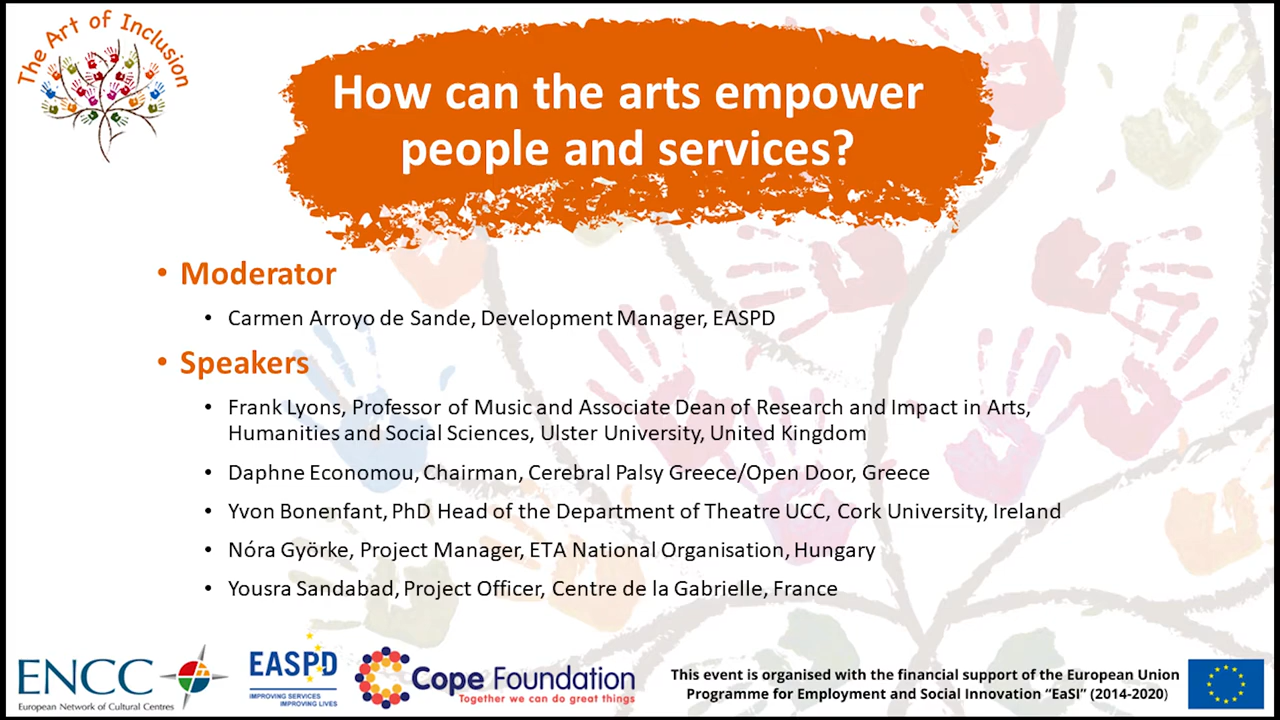 The Art of Inclusion
How can the arts empower
people and services?
• Moderator
• Carmen Arroyo de Sande, Development Manager, EASPD
• Speakers
• Frank Lyons, Professor of Music and Associate Dean of Research and Impact in Arts,
Humanities and Social Sciences, Ulster University, United Kingdom
• Daphne Economou, Chairman, Cerebral Palsy Greece/Open Door, Greece
• Yvon Bonenfant, PhD Head of the Department of Theatre UCC, Cork University, Ireland
• Nóra Györke, Project Manager, ETA National Organisation, Hungary
• Yousra Sandabad, Project Officer, Centre de la Gabrielle, France
ENCC
European Network of Cultural Centres
EASPD
IMPROVING SERVICES
IMPROVING LIVES
Cope Foundation
Together we can do great things
This event is organised with the financial support of the European Union
Programme for Employment and Social Innovation “EaSI” (2014-2020)